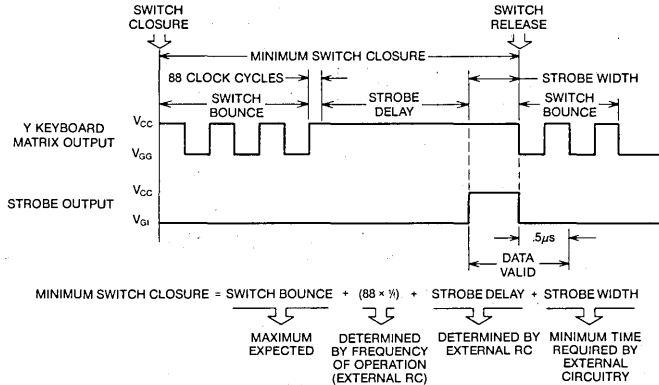 SWITCH
CLOSURE
SWITCH
RELEASE
MINIMUM SWITCH CLOSURE
88 CLOCK CYCLES
STROBE WIDTH
SWITCH
BOUNCE
STROBE
DELAY
SWITCH
BOUNCE
Y KEYBOARD
MATRIX OUTPUT
VCC
VGG
STROBE OUTPUT
VCC
VGI
.5µs
DATA
VALID
MINIMUM SWITCH CLOSURE = SWITCH BOUNCE + (88 × 1/f) + STROBE DELAY + STROBE WIDTH
MAXIMUM
EXPECTED
DETERMINED
BY FREQUENCY
OF OPERATION
(EXTERNAL RC)
DETERMINED BY
EXTERNAL RC
MINIMUM TIME
REQUIRED BY
EXTERNAL
CIRCUITRY